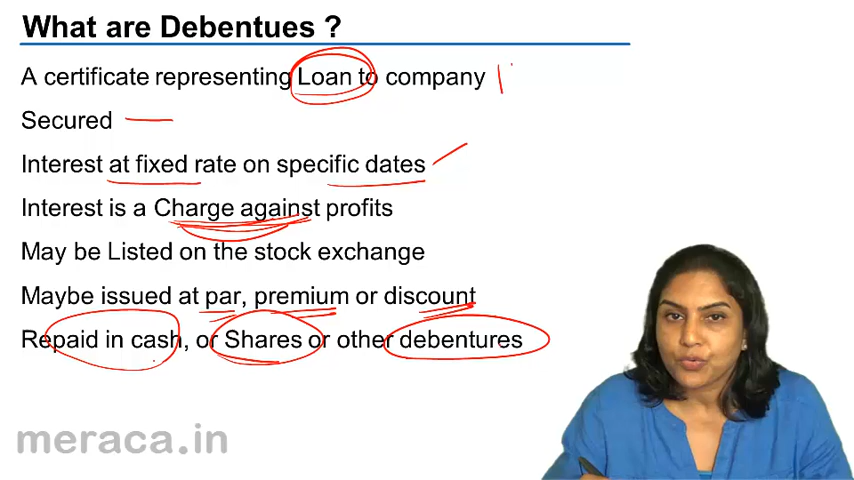 What are Debentues ?
A certificate representing Loan to company
Secured
Interest at fixed rate on specific dates
Interest is a Charge against profits
May be Listed on the stock exchange
Maybe issued at par, premium or discount
Repaid in cash, or Shares or other debentures
meraca.in